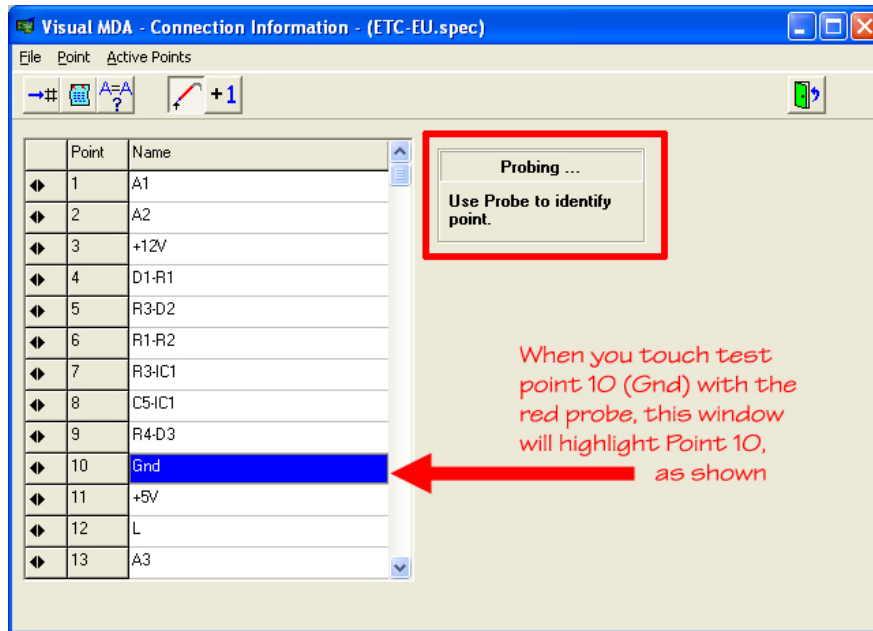 Visual MDA - Connection Information - (ETC-EU.spec)
File Point Active Points
→# A=A? +1
Point Name
1 A1
2 A2
3 +12V
4 D1-R1
5 R3-D2
6 R1-R2
7 R3-IC1
8 C5-IC1
9 R4-D3
10 Gnd
11 +5V
12 L
13 A3
Probing ...
Use Probe to identify
point.
When you touch test
point 10 (Gnd) with the
red probe, this window
will highlight Point 10,
as shown